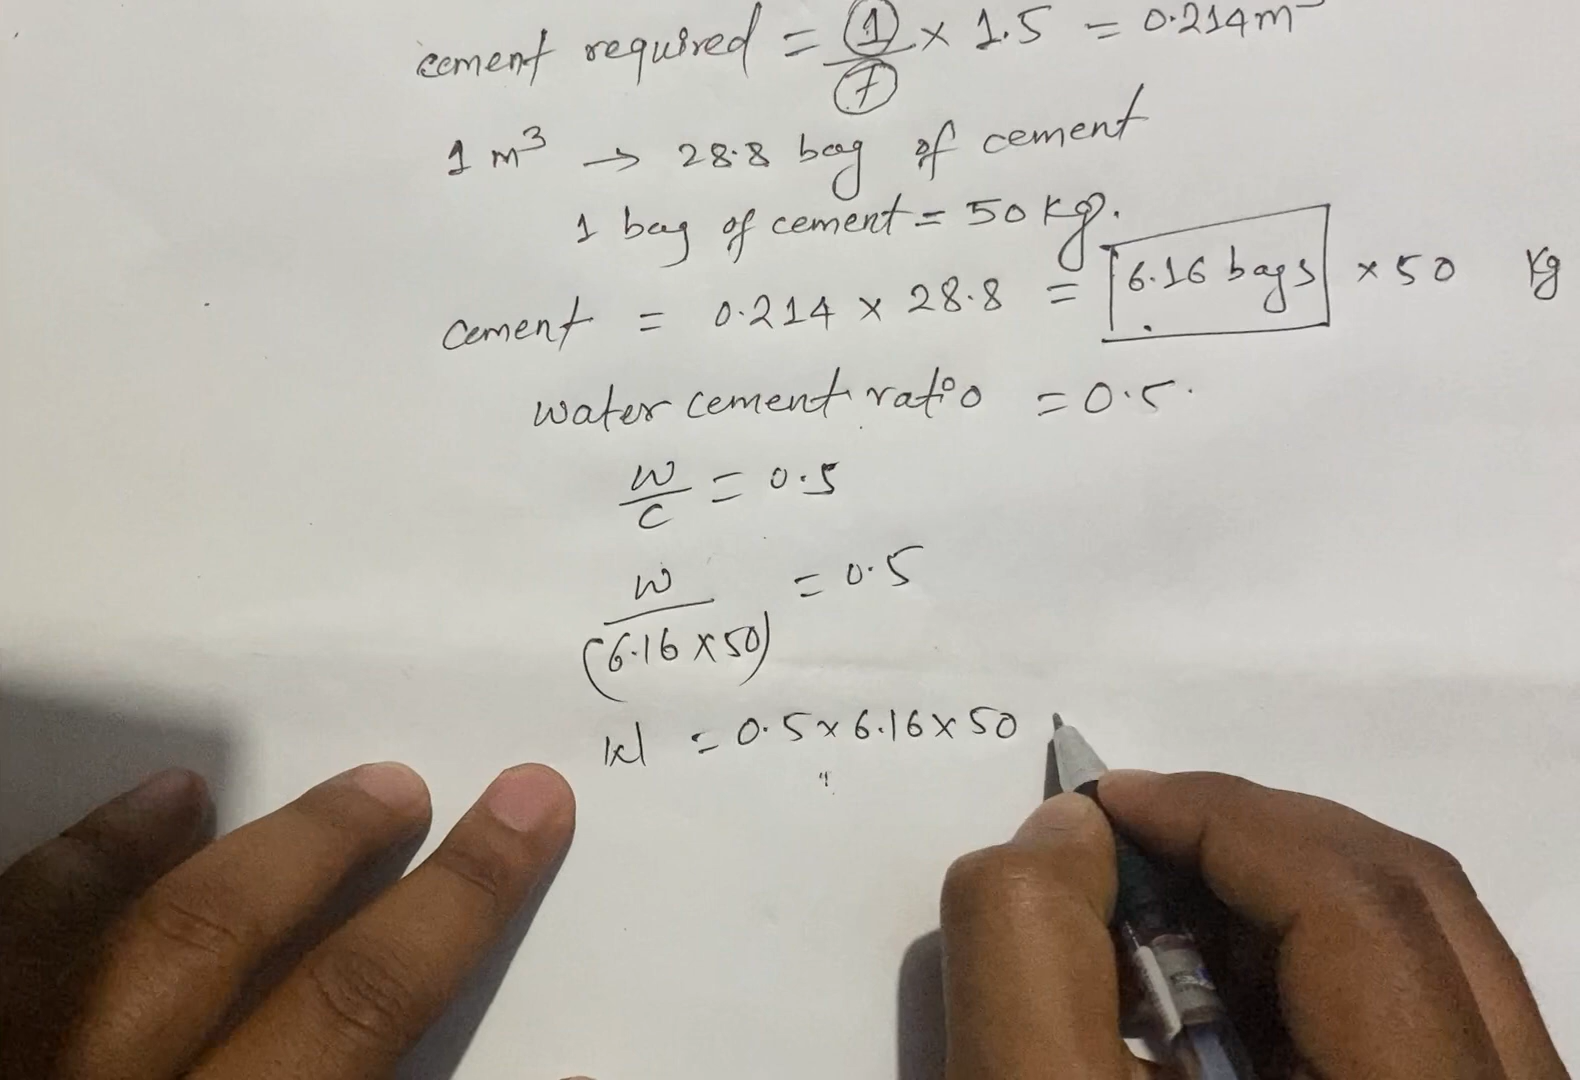 cement required = 1/7 × 1.5 = 0.214m³
1 m³ → 28.8 bag of cement
1 bag of cement = 50 kg.
cement = 0.214 × 28.8 = 6.16 bags × 50 kg
water cement ratio = 0.5.
W/C = 0.5
W/(6.16 × 50) = 0.5
W = 0.5 × 6.16 × 50